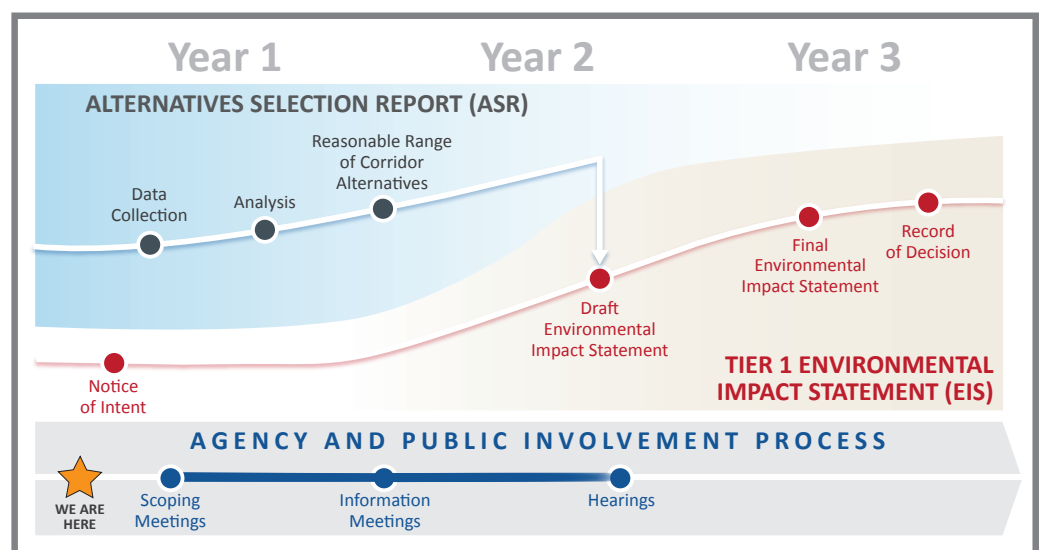 Year 1
Year 2
Year 3
ALTERNATIVES SELECTION REPORT (ASR)
Data
Collection
Analysis
Reasonable Range
of Corridor
Alternatives
Notice
of Intent
Draft
Environmental
Impact Statement
Final
Environmental
Impact Statement
Record
of Decision
TIER 1 ENVIRONMENTAL
IMPACT STATEMENT (EIS)
AGENCY AND PUBLIC INVOLVEMENT PROCESS
WE ARE
HERE
Scoping
Meetings
Information
Meetings
Hearings